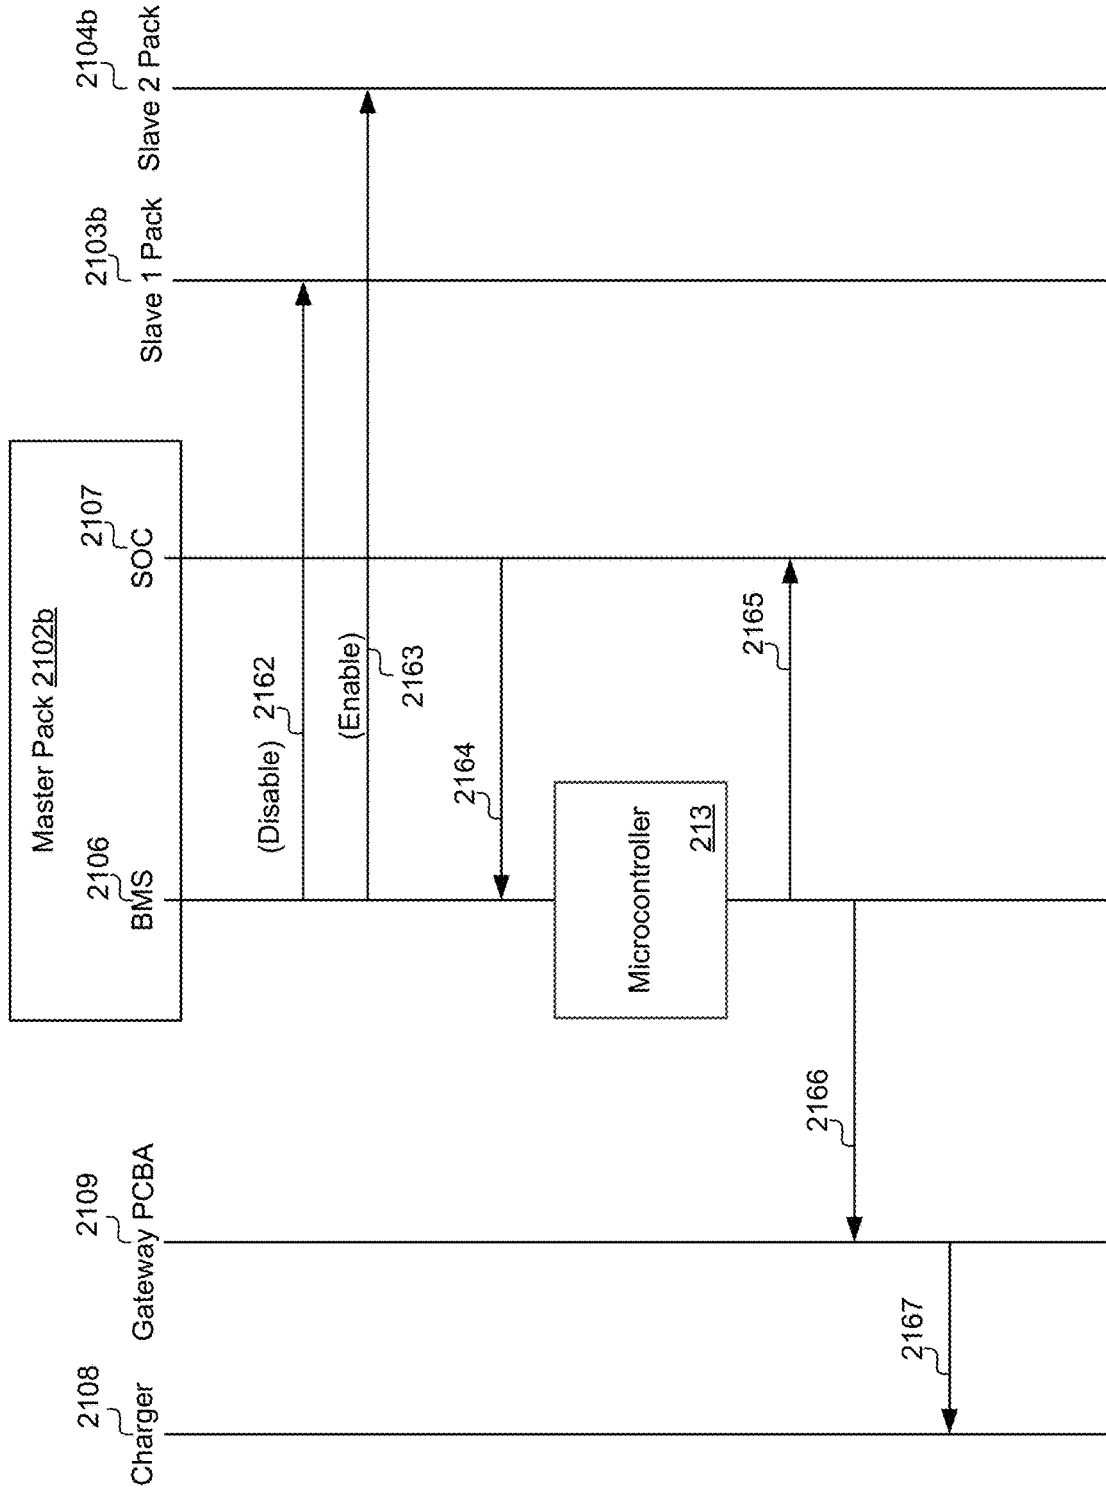 Master Pack 2102b
2108
Charger
2109
Gateway PCBA
2106
BMS
2107
SOC
2103b
Slave 1 Pack
2104b
Slave 2 Pack
(Disable) 2162
(Enable)
2163
2164
Microcontroller
213
2165
2166
2167